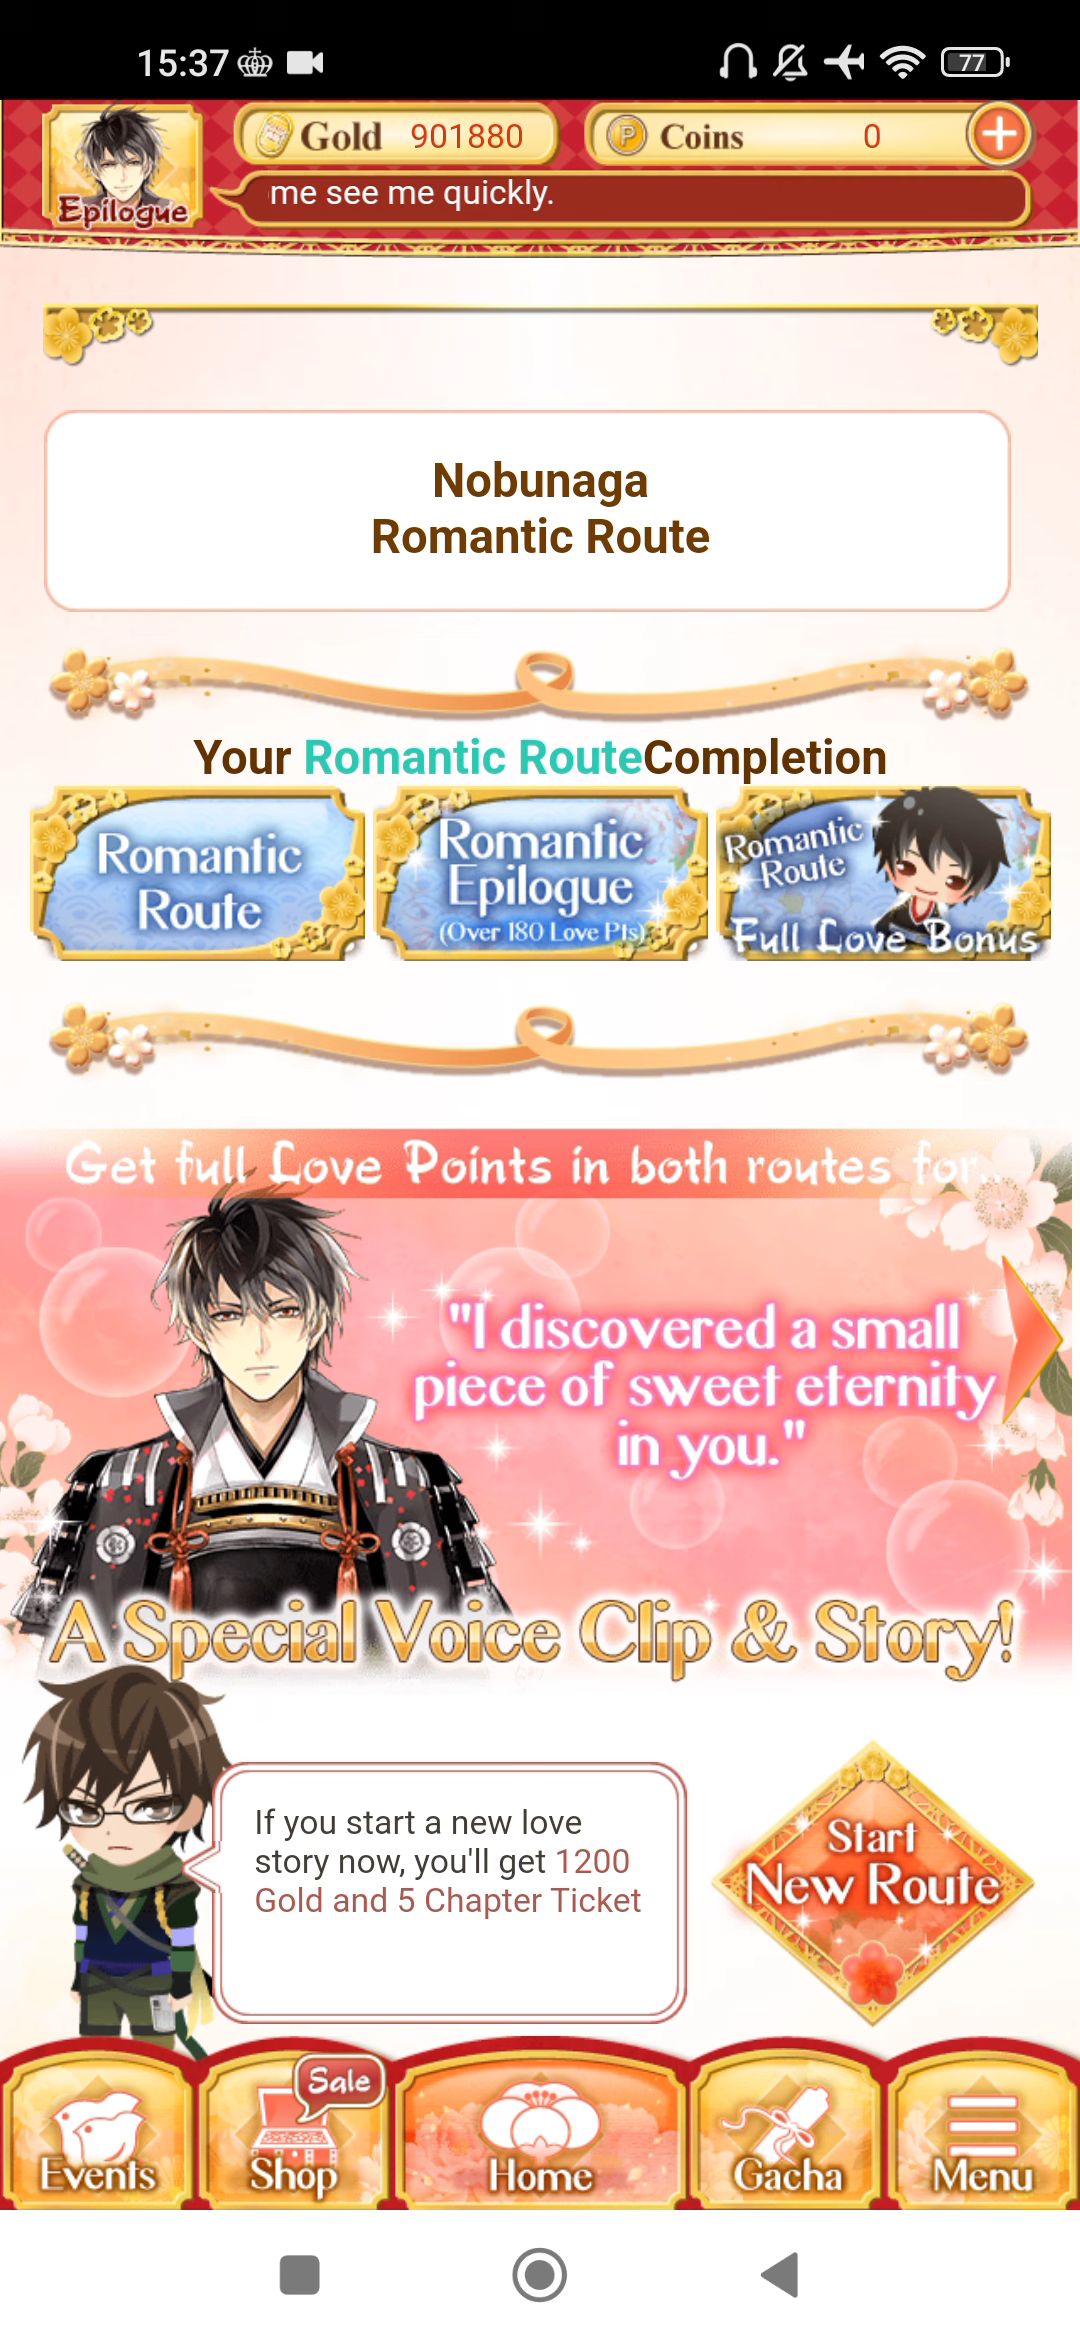 15:37
77
Gold 901880
Coins 0
me see me quickly.
Epilogue
Nobunaga
Romantic Route
Your Romantic RouteCompletion
Romantic
Route
Romantic
Epilogue
(Over 180 Love Pts)
Romantic
Route
Full Love Bonus
Get full Love Points in both routes for...
"I discovered a small
piece of sweet eternity
in you."
A Special Voice Clip & Story!
If you start a new love
story now, you'll get 1200
Gold and 5 Chapter Ticket
Start
New Route
Events
Sale
Shop
Home
Gacha
Menu